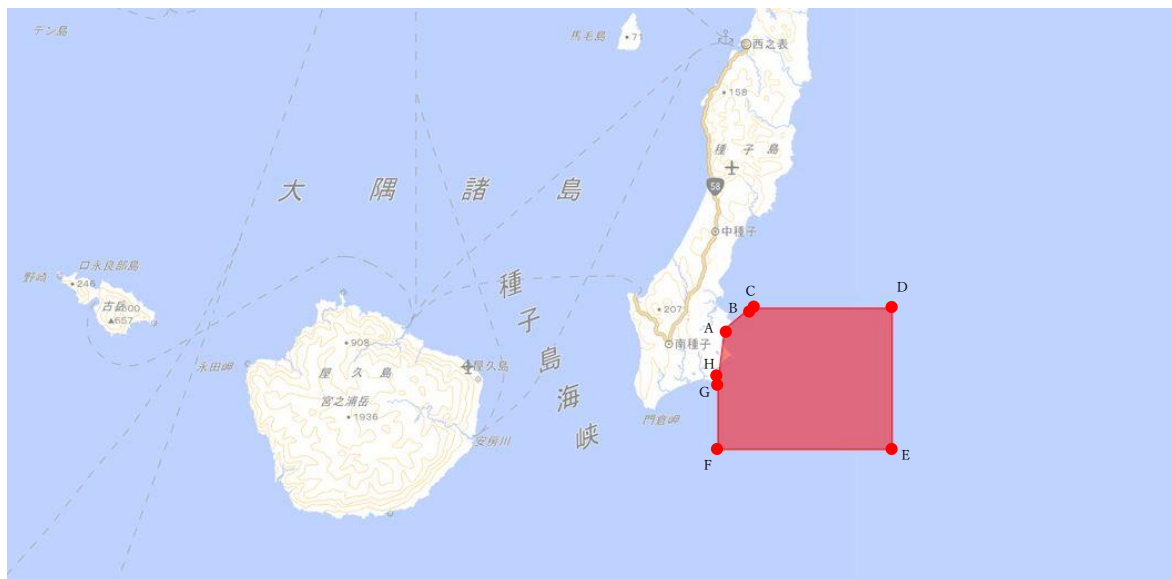 デン島
馬毛島
71
西之表
158
種子島
大隅諸島
58
中種子
野崎
口永良部島
246
古岳
600
657
種子島海峡
207
南種子
908
永田岬
屋久島
屋久島
宮之浦岳
1936
安房川
門倉岬
A
B
C
D
E
F
G
H